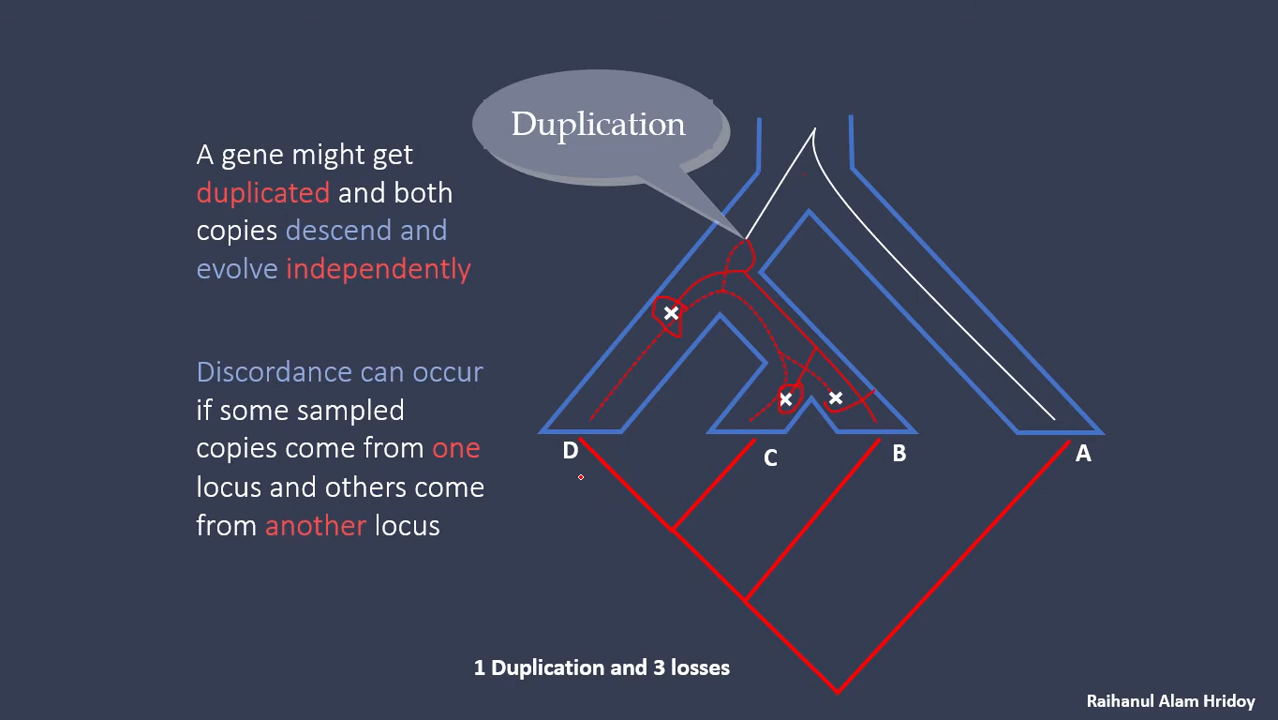 Duplication
A gene might get
duplicated and both
copies descend and
evolve independently
Discordance can occur
if some sampled
copies come from one
locus and others come
from another locus
D
C
B
A
1 Duplication and 3 losses
Raihanul Alam Hridoy